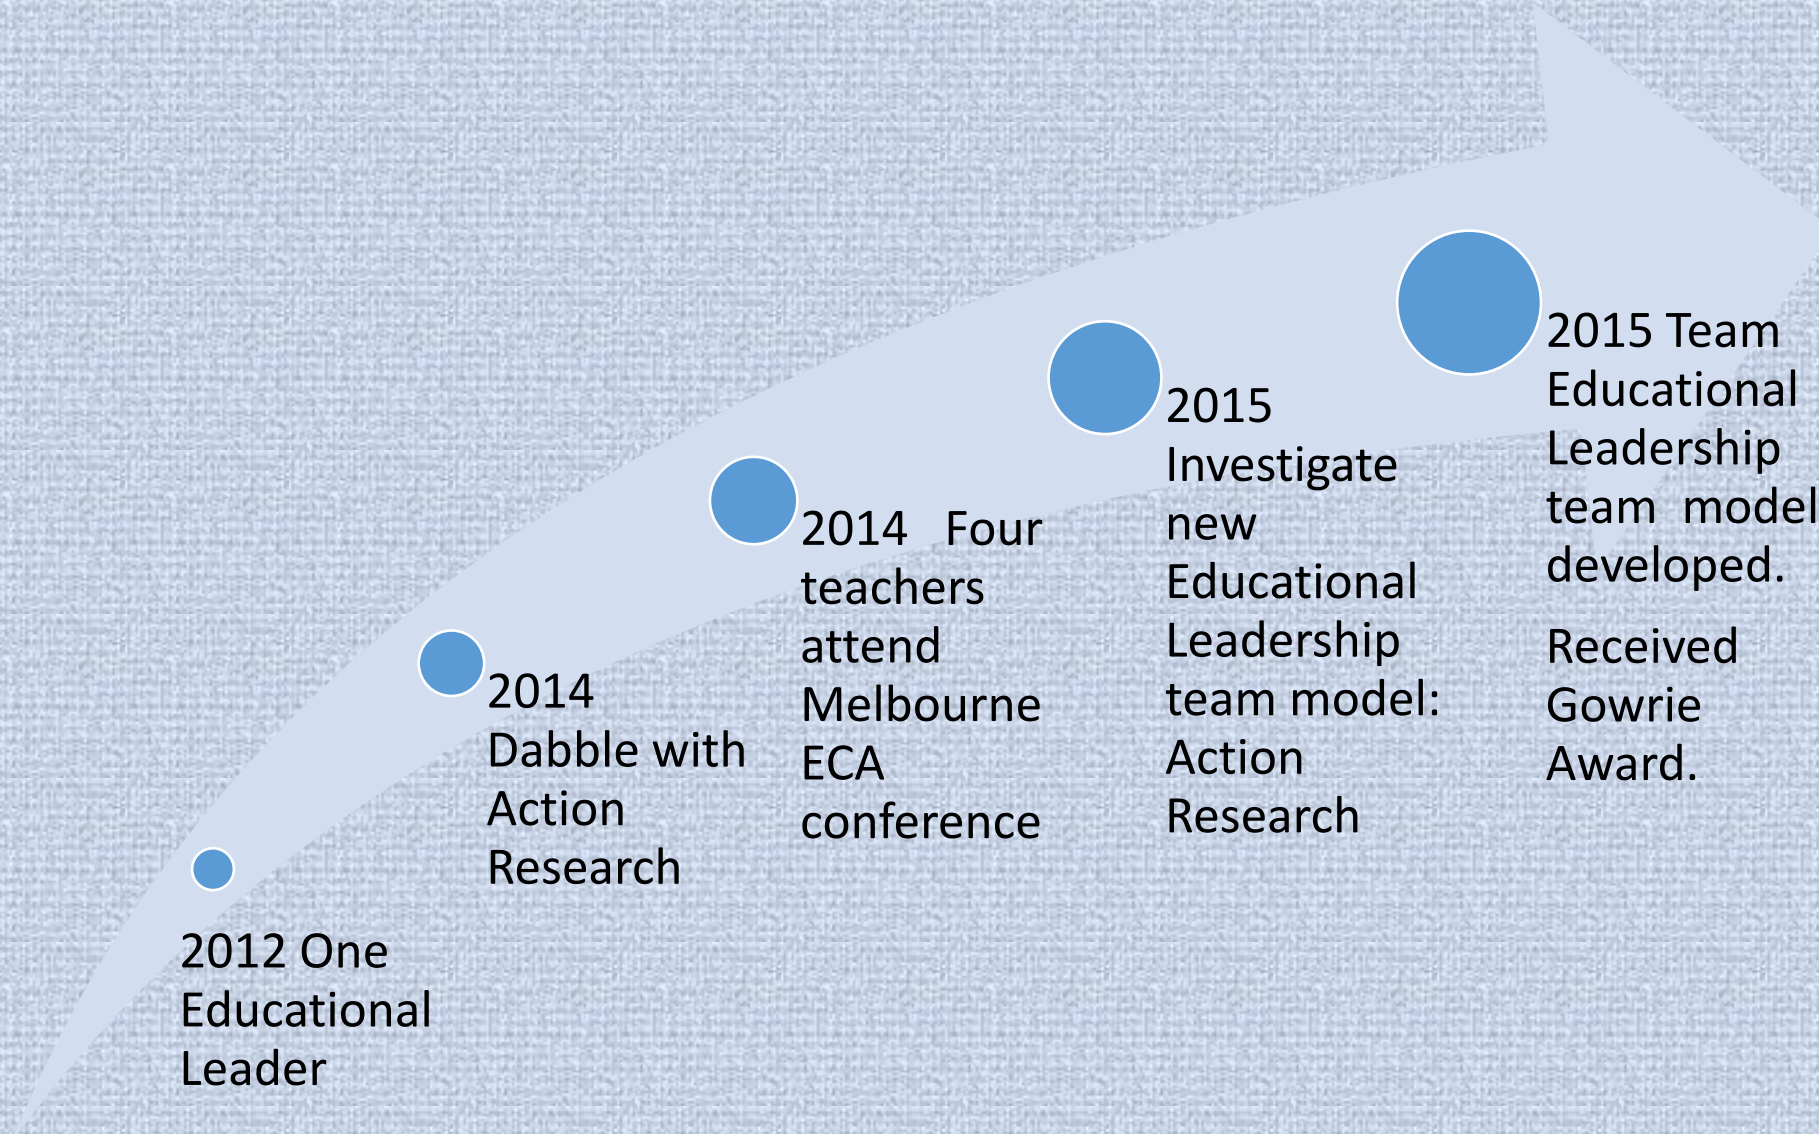 2012 One
Educational
Leader
2014
Dabble with
Action
Research
2014 Four
teachers
attend
Melbourne
ECA
conference
2015
Investigate
new
Educational
Leadership
team model:
Action
Research
2015 Team
Educational
Leadership
team model
developed.
Received
Gowrie
Award.